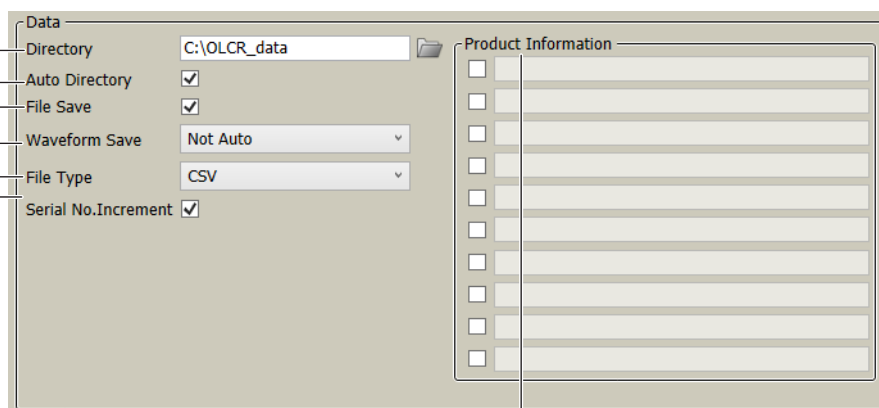 Data
Directory C:\OLCR_data
Auto Directory
File Save
Waveform Save Not Auto
File Type CSV
Serial No.Increment
Product Information